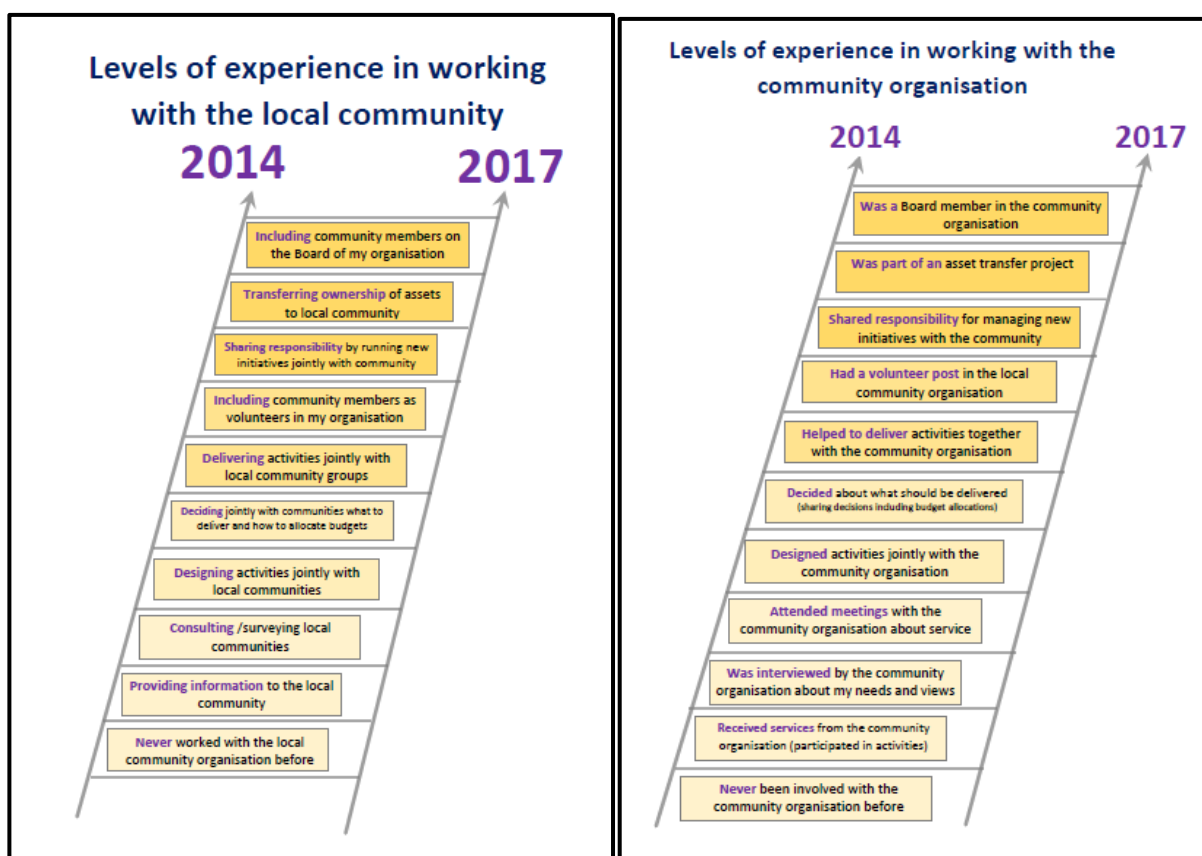 Levels of experience in working
with the local community
2014
2017
Including community members on
the Board of my organisation
Transferring ownership of assets
to local community
Sharing responsibility by running new
initiatives jointly with community
Including community members as
volunteers in my organisation
Delivering activities jointly with
local community groups
Deciding jointly with communities what to
deliver and how to allocate budgets
Designing activities jointly with
local communities
Consulting /surveying local
communities
Providing information to the local
community
Never worked with the local
community organisation before
Levels of experience in working with the
community organisation
2014
2017
Was a Board member in the community
organisation
Was part of an asset transfer project
Shared responsibility for managing new
initiatives with the community
Had a volunteer post in the local
community organisation
Helped to deliver activities together
with the community organisation
Decided about what should be delivered
(sharing decisions including budget allocations)
Designed activities jointly with the
community organisation
Attended meetings with the
community organisation about service
Was interviewed by the community
organisation about my needs and views
Received services from the community
organisation (participated in activities)
Never been involved with the
community organisation before